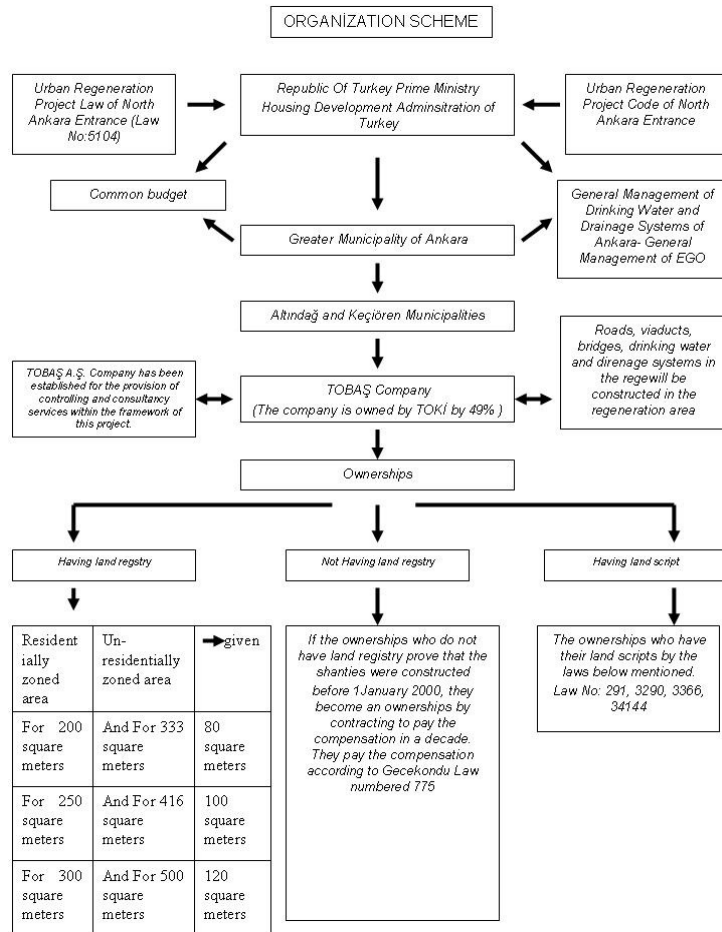 ORGANIZATION SCHEME
Urban Regeneration
Project Law of North
Ankara Entrance (Law
No:5104)
Republic Of Turkey Prime Ministry
Housing Development Adminsitration of
Turkey
Urban Regeneration
Project Code of North
Ankara Entrance
Common budget
General Management of
Drinking Water and
Drainage Systems of
Ankara- General
Management of EGO
Greater Municipality of Ankara
Altındağ and Keçiören Municipalities
TOBAŞ A.Ş. Company has been
established for the provision of
controlling and consultancy
services within the framework of
this project.
TOBAŞ Company
(The company is owned by TOKİ by 49% )
Roads, viaducts,
bridges, drinking water
and direnage systems in
the regewill be
constructed in the
regeneration area
Ownerships
Having land registry
Not Having land registry
Having land script
Resident
ially
zoned
area
Un-
residentially
zoned area
given
For 200
square
meters
And For 333
square
meters
80
square
meters
For 250
square
meters
And For 416
square
meters
100
square
meters
For 300
square
meters
And For 500
square
meters
120
square
meters
If the ownerships who do not
have land registry prove that the
shanties were constructed
before 1January 2000, they
become an ownerships by
contracting to pay the
compensation in a decade.
They pay the compensation
according to Gecekondu Law
numbered 775
The ownerships who have
their land scripts by the
laws below mentioned.
Law No: 291, 3290, 3366,
34144